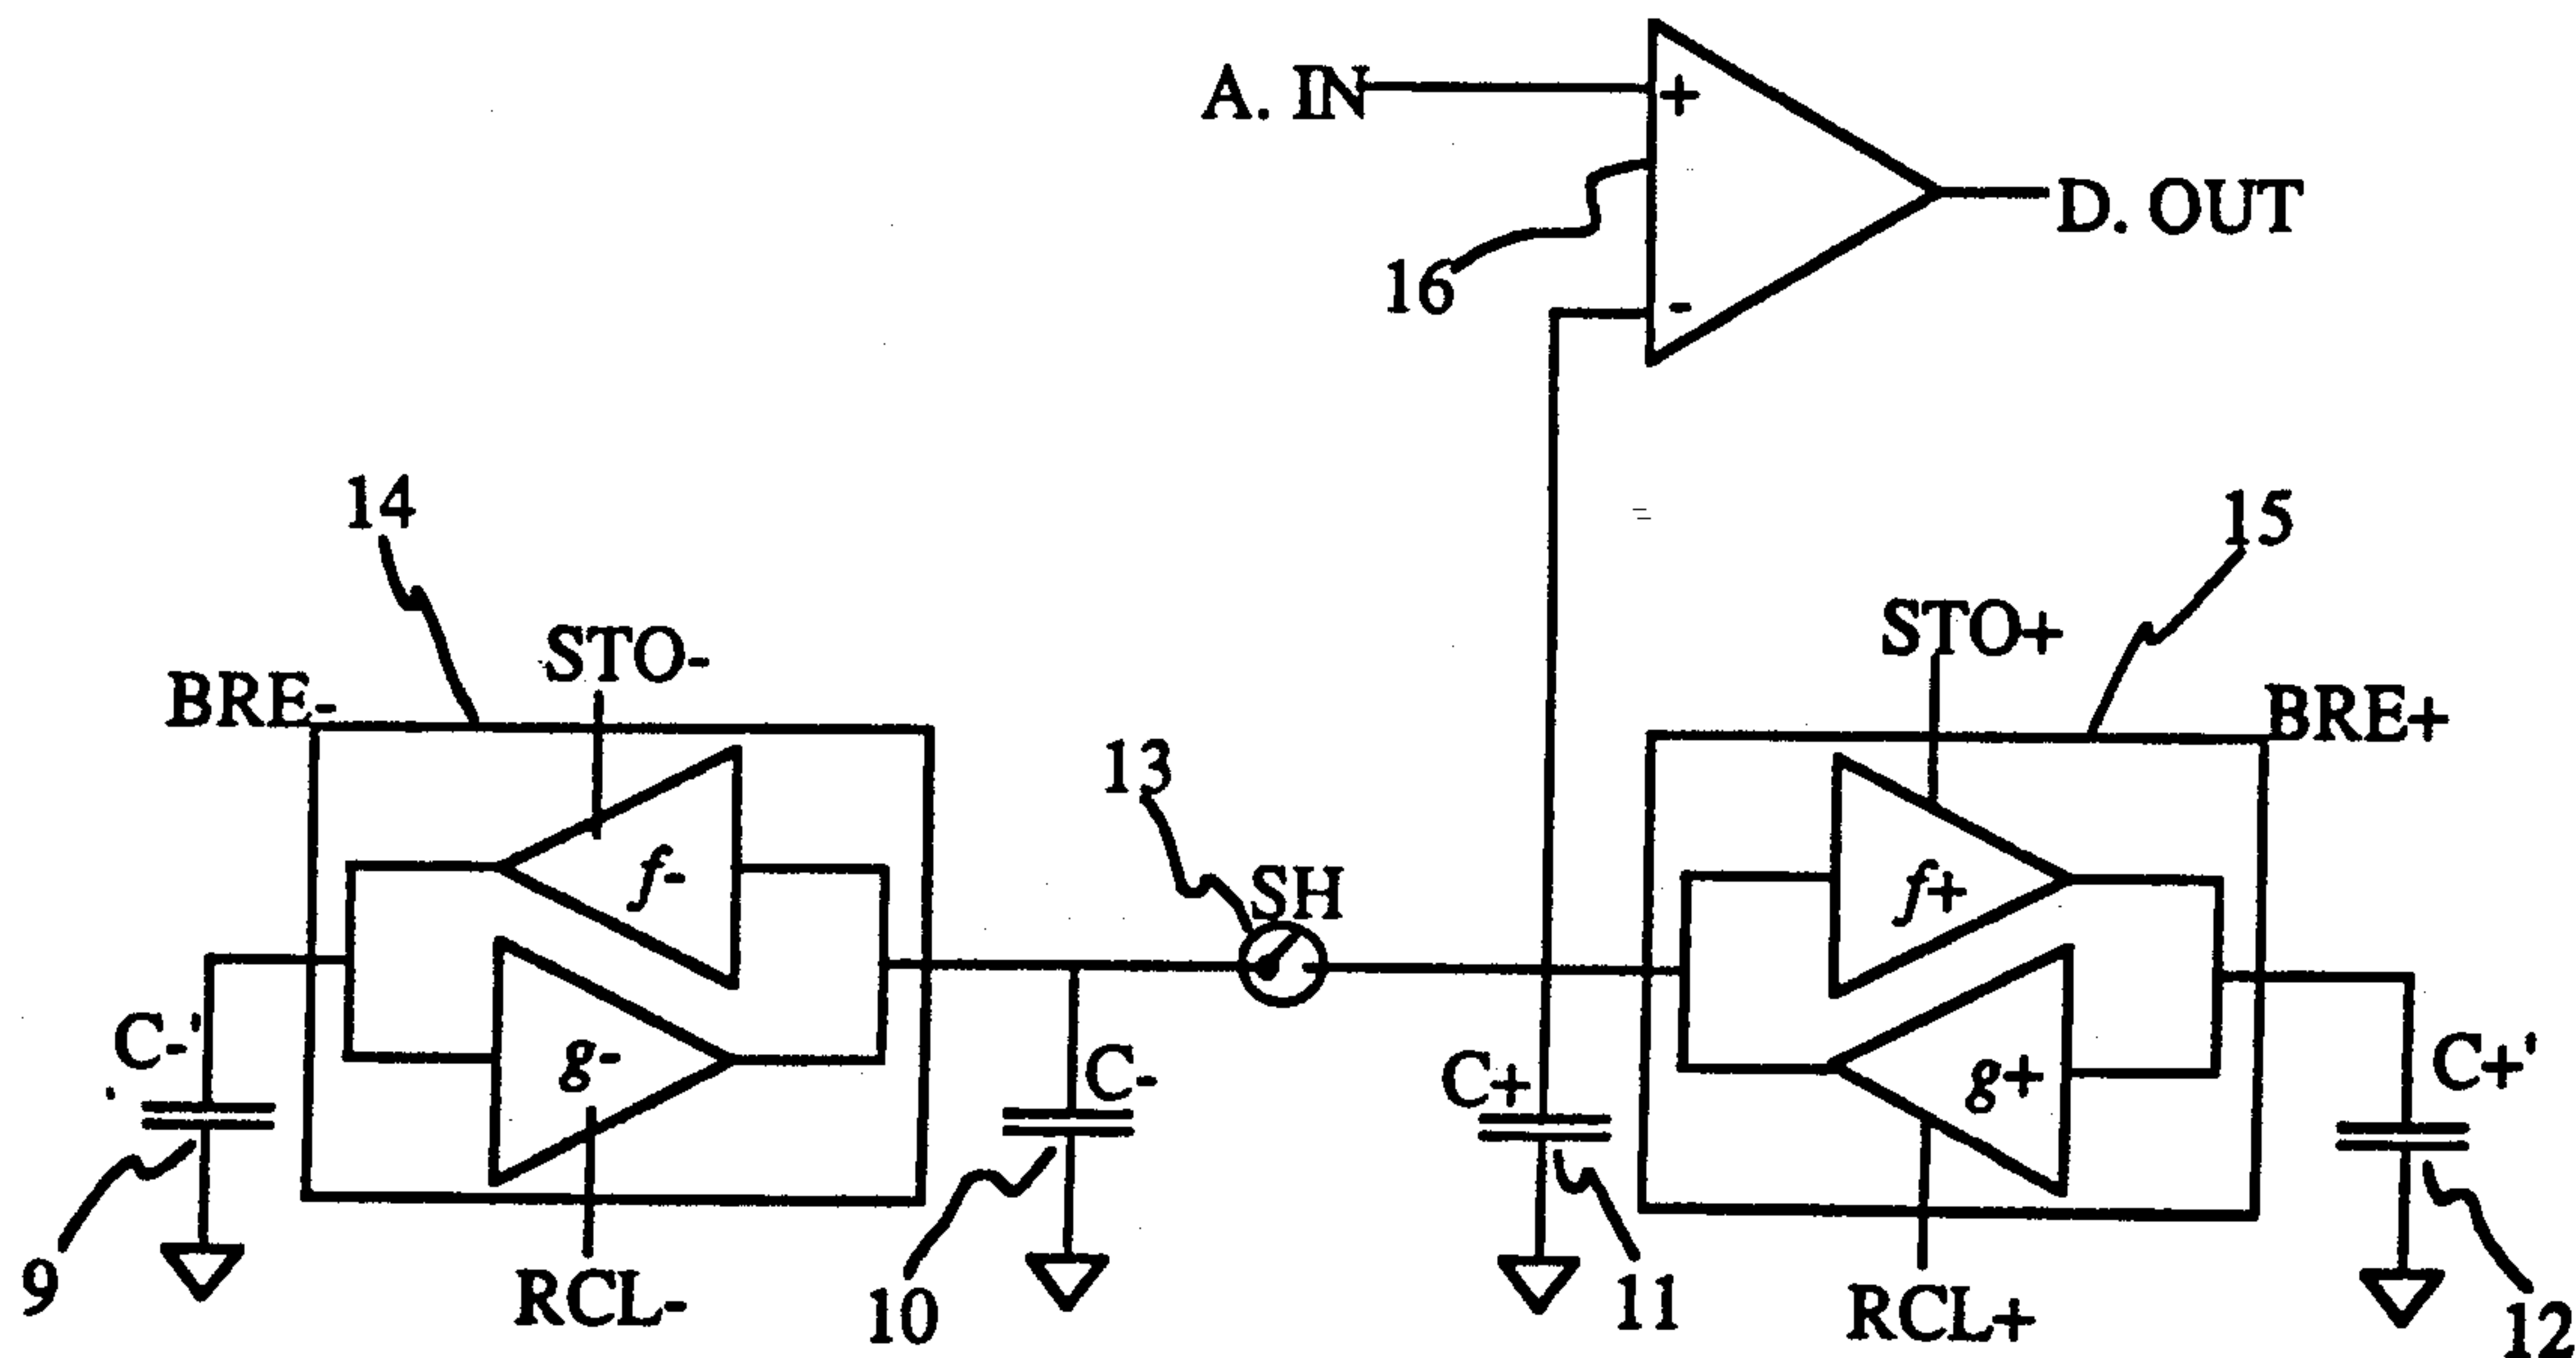 A. IN
+
D. OUT
16
-
14
15
STO-
STO+
BRE-
BRE+
13
SH
f-
f+
g-
g+
C-'
C-
C+
C+'
9
RCL-
10
11
RCL+
12